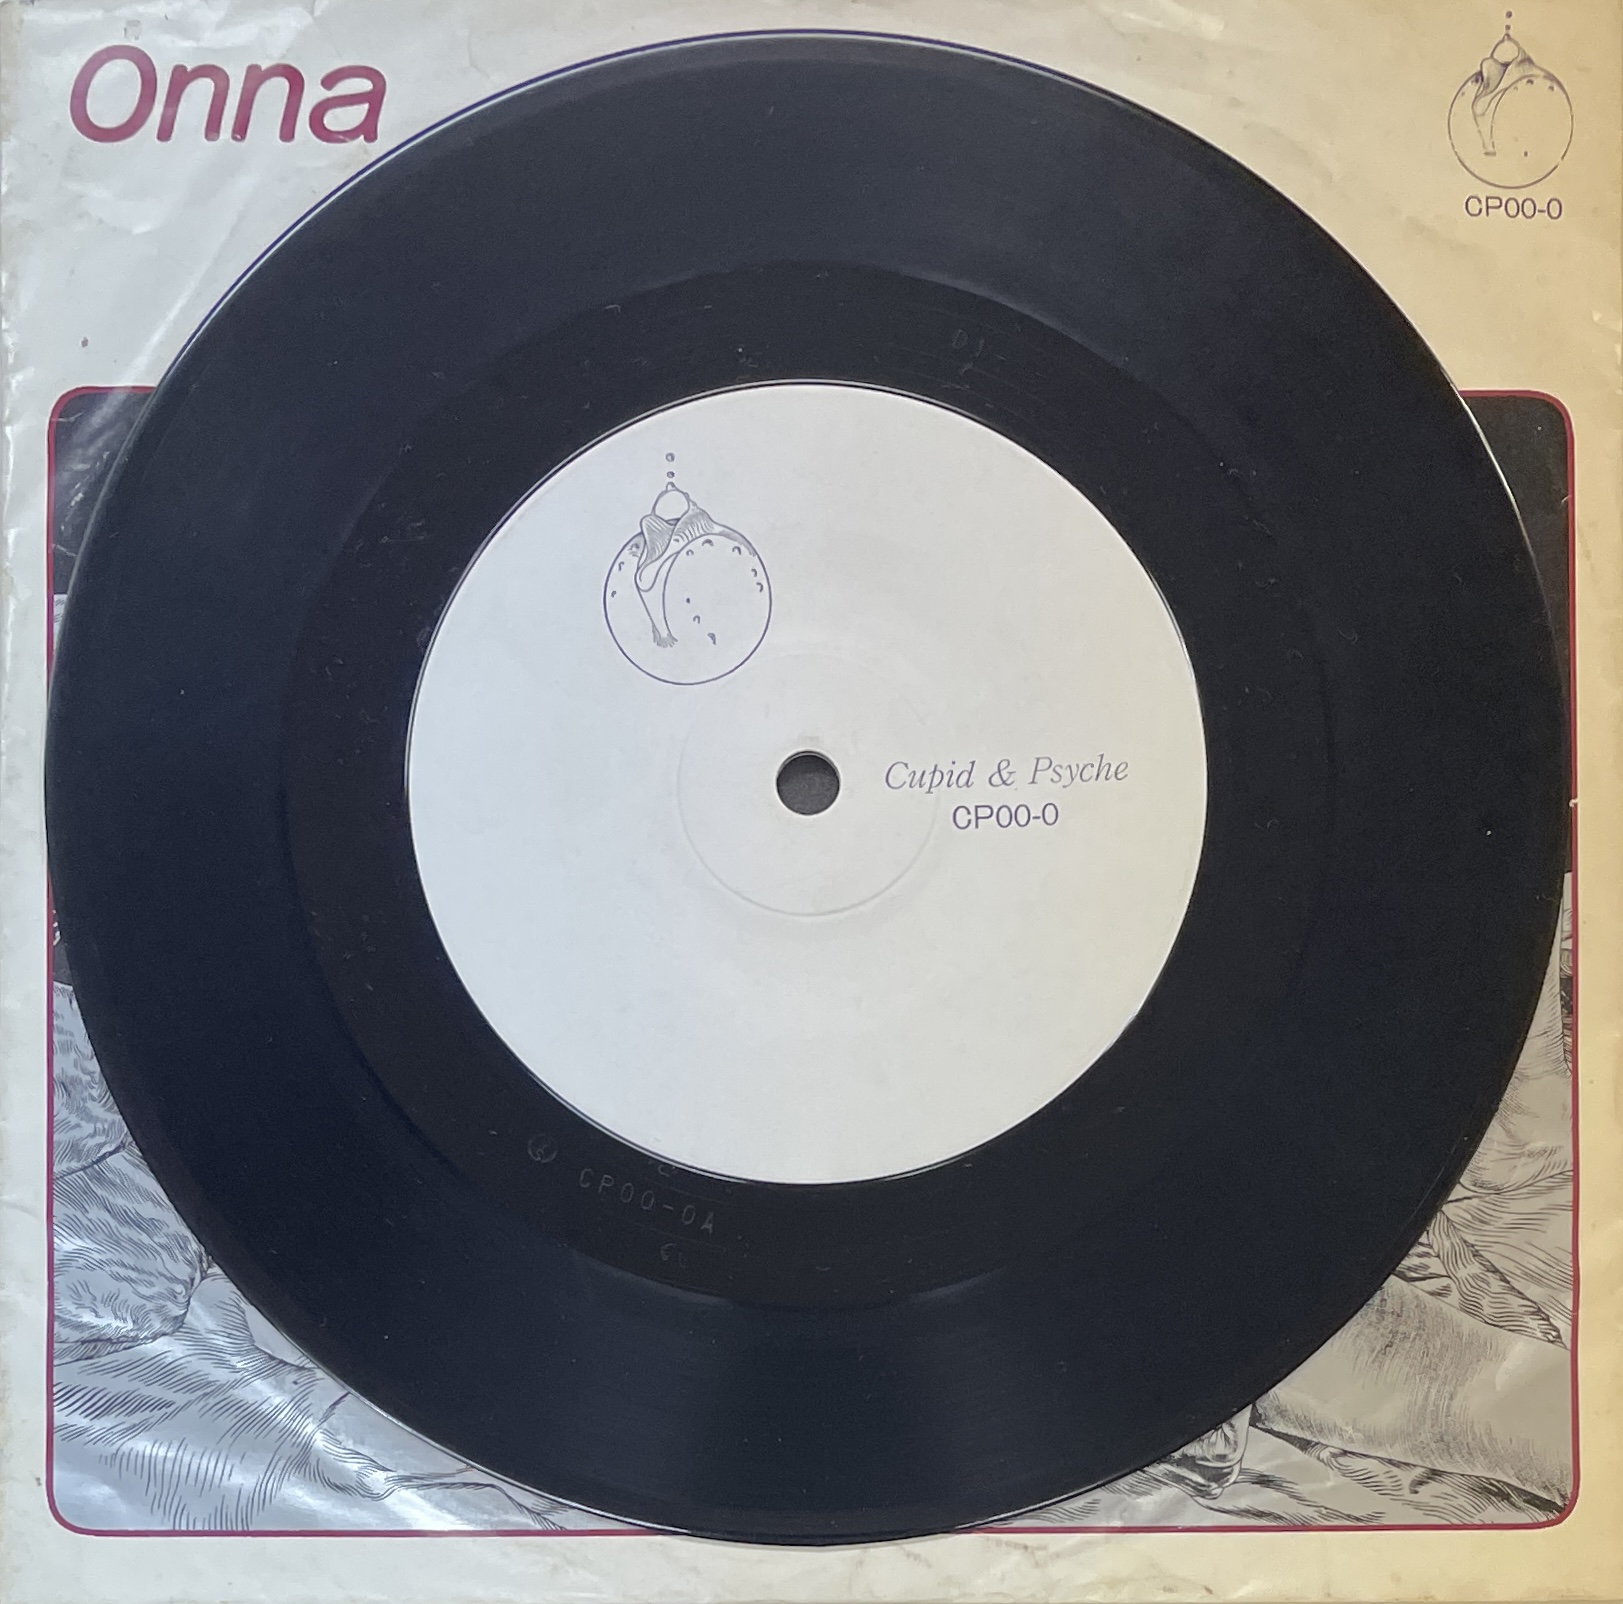 Onna
CP00-0
Cupid & Psyche
CP00-0
CP00-0A